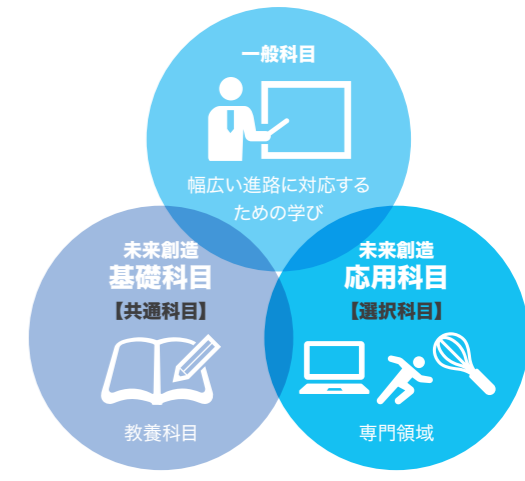 一般科目
幅広い進路に対応する
ための学び
未来創造
基礎科目
【共通科目】
教養科目
未来創造
応用科目
【選択科目】
専門領域